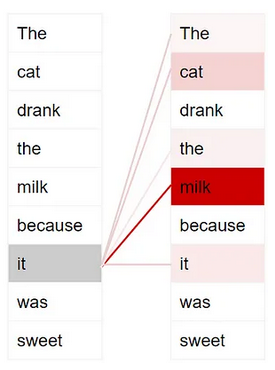 The The
cat cat
drank drank
the the
milk milk
because because
it it
was was
sweet sweet